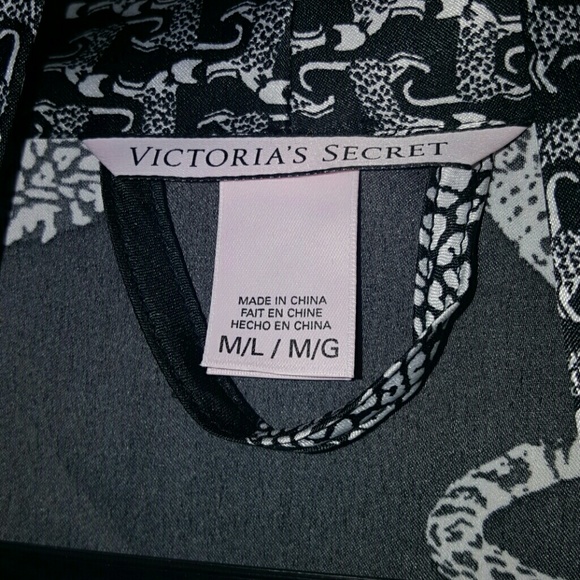 VICTORIA'S SECRET
MADE IN CHINA
FAIT EN CHINE
HECHO EN CHINA
M/L / M/G